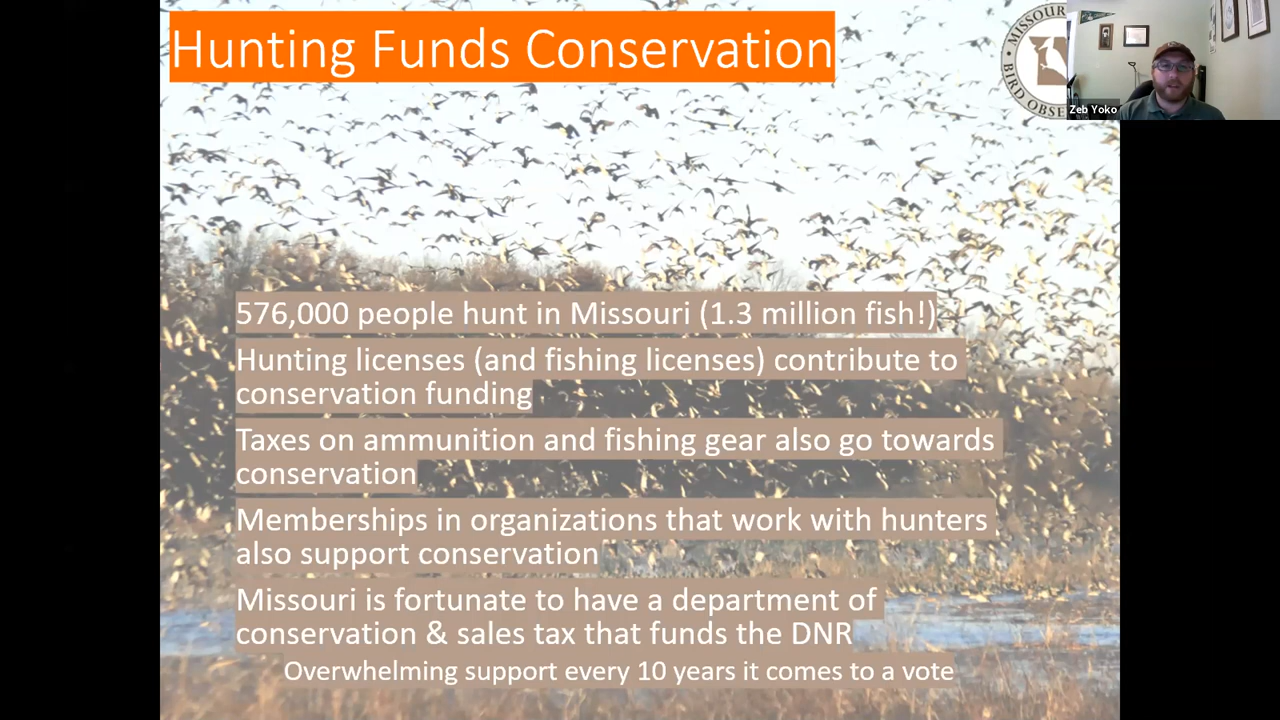 Hunting Funds Conservation
MISSOUR
BIRD OBSE
Zeb Yoko
576,000 people hunt in Missouri (1.3 million fish!)
Hunting licenses (and fishing licenses) contribute to
conservation funding
Taxes on ammunition and fishing gear also go towards
conservation
Memberships in organizations that work with hunters
also support conservation
Missouri is fortunate to have a department of
conservation & sales tax that funds the DNR
Overwhelming support every 10 years it comes to a vote